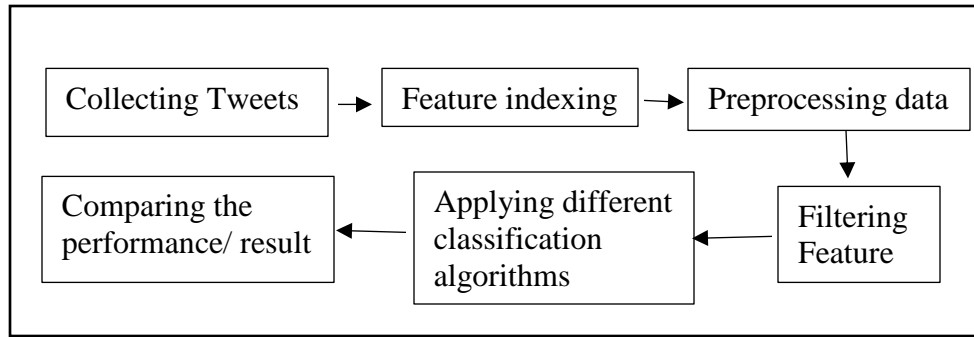 Collecting Tweets
Feature indexing
Preprocessing data
Filtering
Feature
Applying different
classification
algorithms
Comparing the
performance/ result